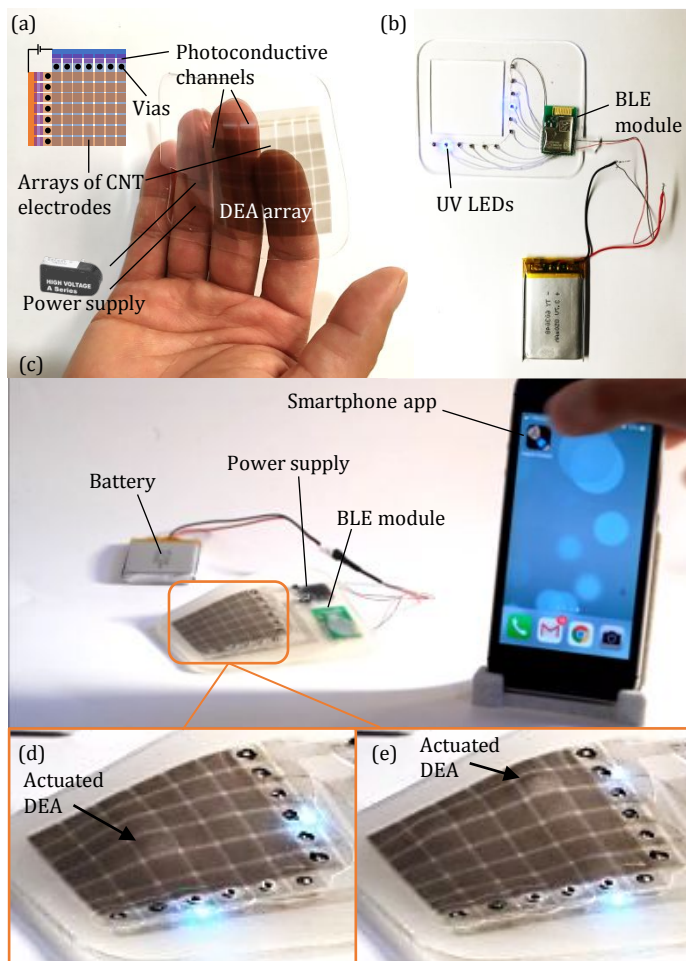 (a)
Photoconductive
channels
Vias
Arrays of CNT
electrodes
DEA array
HIGH VOLTAGE
A Series
Power supply
(b)
BLE
module
UV LEDs
(c)
Smartphone app
Power supply
Battery
BLE module
(d)
Actuated
DEA
(e)
Actuated
DEA